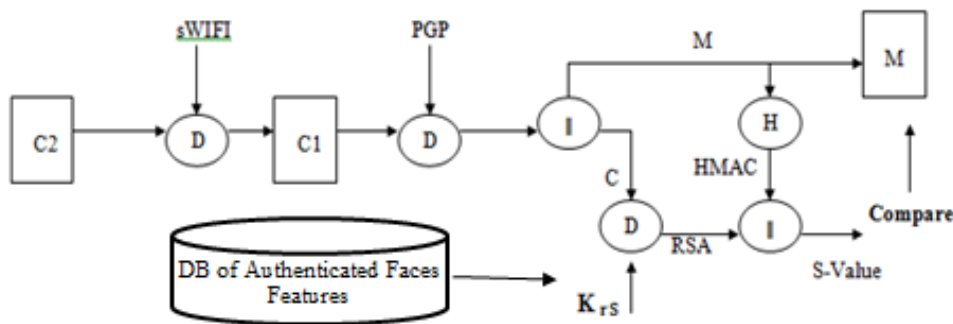 sWIFI
PGP
M
M
C2
D
C1
D
||
H
C
HMAC
D
RSA
||
Compare
S-Value
DB of Authenticated Faces
Features
KrS